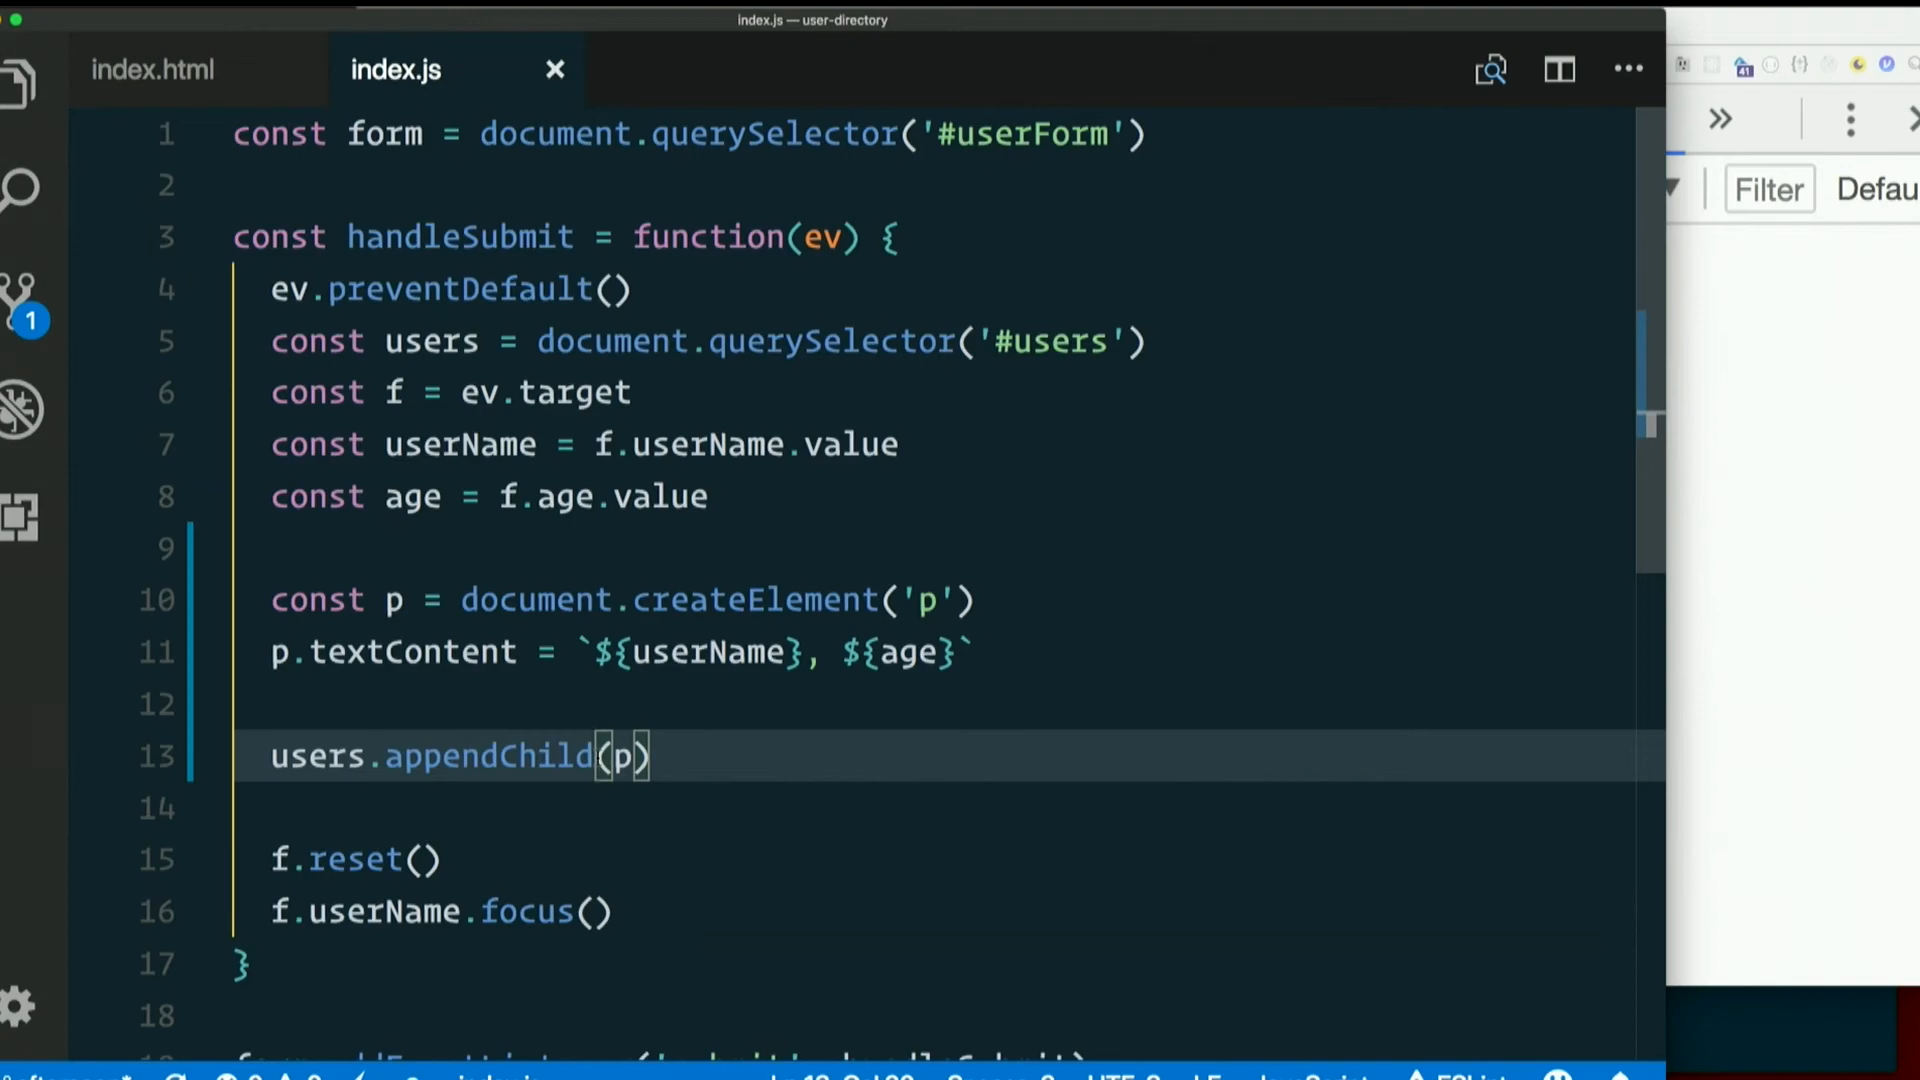 index.js — user-directory
index.html
index.js
41
1 const form = document.querySelector('#userForm')
2
3 const handleSubmit = function(ev) {
4 ev.preventDefault()
5 const users = document.querySelector('#users')
6 const f = ev.target
7 const userName = f.userName.value
8 const age = f.age.value
9
10 const p = document.createElement('p')
11 p.textContent = `${userName}, ${age}`
12
13 users.appendChild(p)
14
15 f.reset()
16 f.userName.focus()
17 }
18
1
Filter
Defau